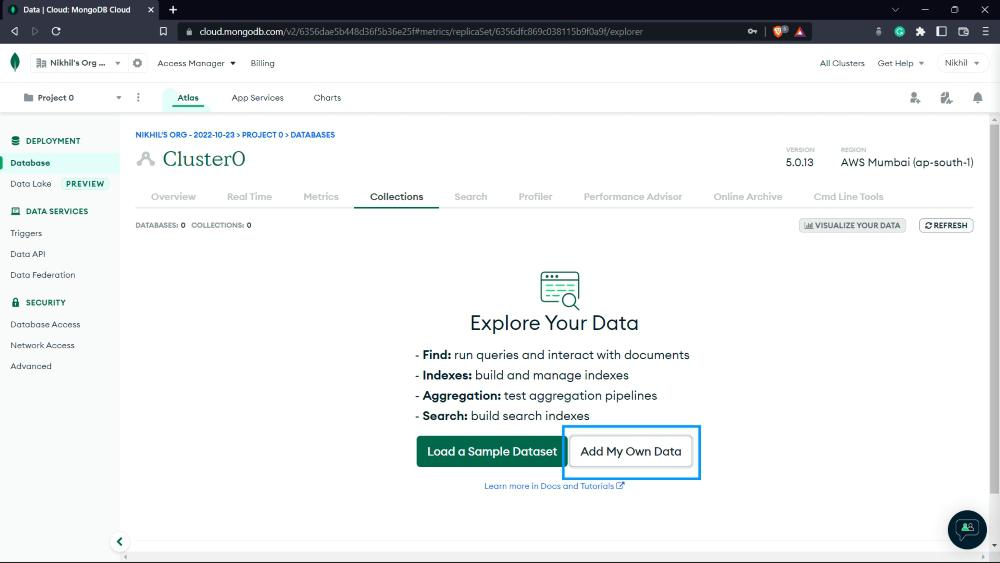 Data | Cloud: MongoDB Cloud
cloud.mongodb.com/v2/6356dae5b448d36f5b36e25f#metrics/replicaSet/6356dfc869c038115b9f0a9f/explorer
Nikhil's Org ... Access Manager Billing All Clusters Get Help Nikhil
Project 0 Atlas App Services Charts
DEPLOYMENT
Database
Data Lake PREVIEW
DATA SERVICES
Triggers
Data API
Data Federation
SECURITY
Database Access
Network Access
Advanced
NIKHIL'S ORG - 2022-10-23 > PROJECT 0 > DATABASES
Cluster0
VERSION
5.0.13
REGION
AWS Mumbai (ap-south-1)
Overview Real Time Metrics Collections Search Profiler Performance Advisor Online Archive Cmd Line Tools
DATABASES: 0 COLLECTIONS: 0 VISUALIZE YOUR DATA REFRESH
Explore Your Data
- Find: run queries and interact with documents
- Indexes: build and manage indexes
- Aggregation: test aggregation pipelines
- Search: build search indexes
Load a Sample Dataset Add My Own Data
Learn more in Docs and Tutorials